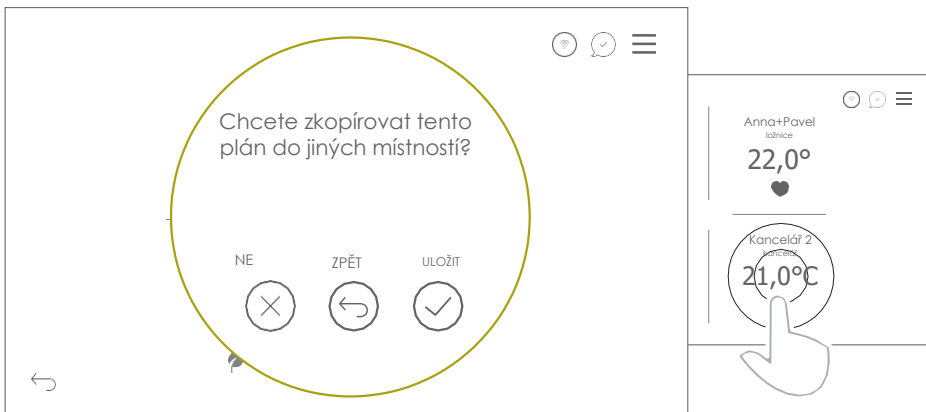 Chcete zkopírovat tento
plán do jiných místností?
NE
ZPĚT
ULOŽIT
Anna+Pavel
ložnice
22,0°
Kancelář 2
kancelář
21,0°C